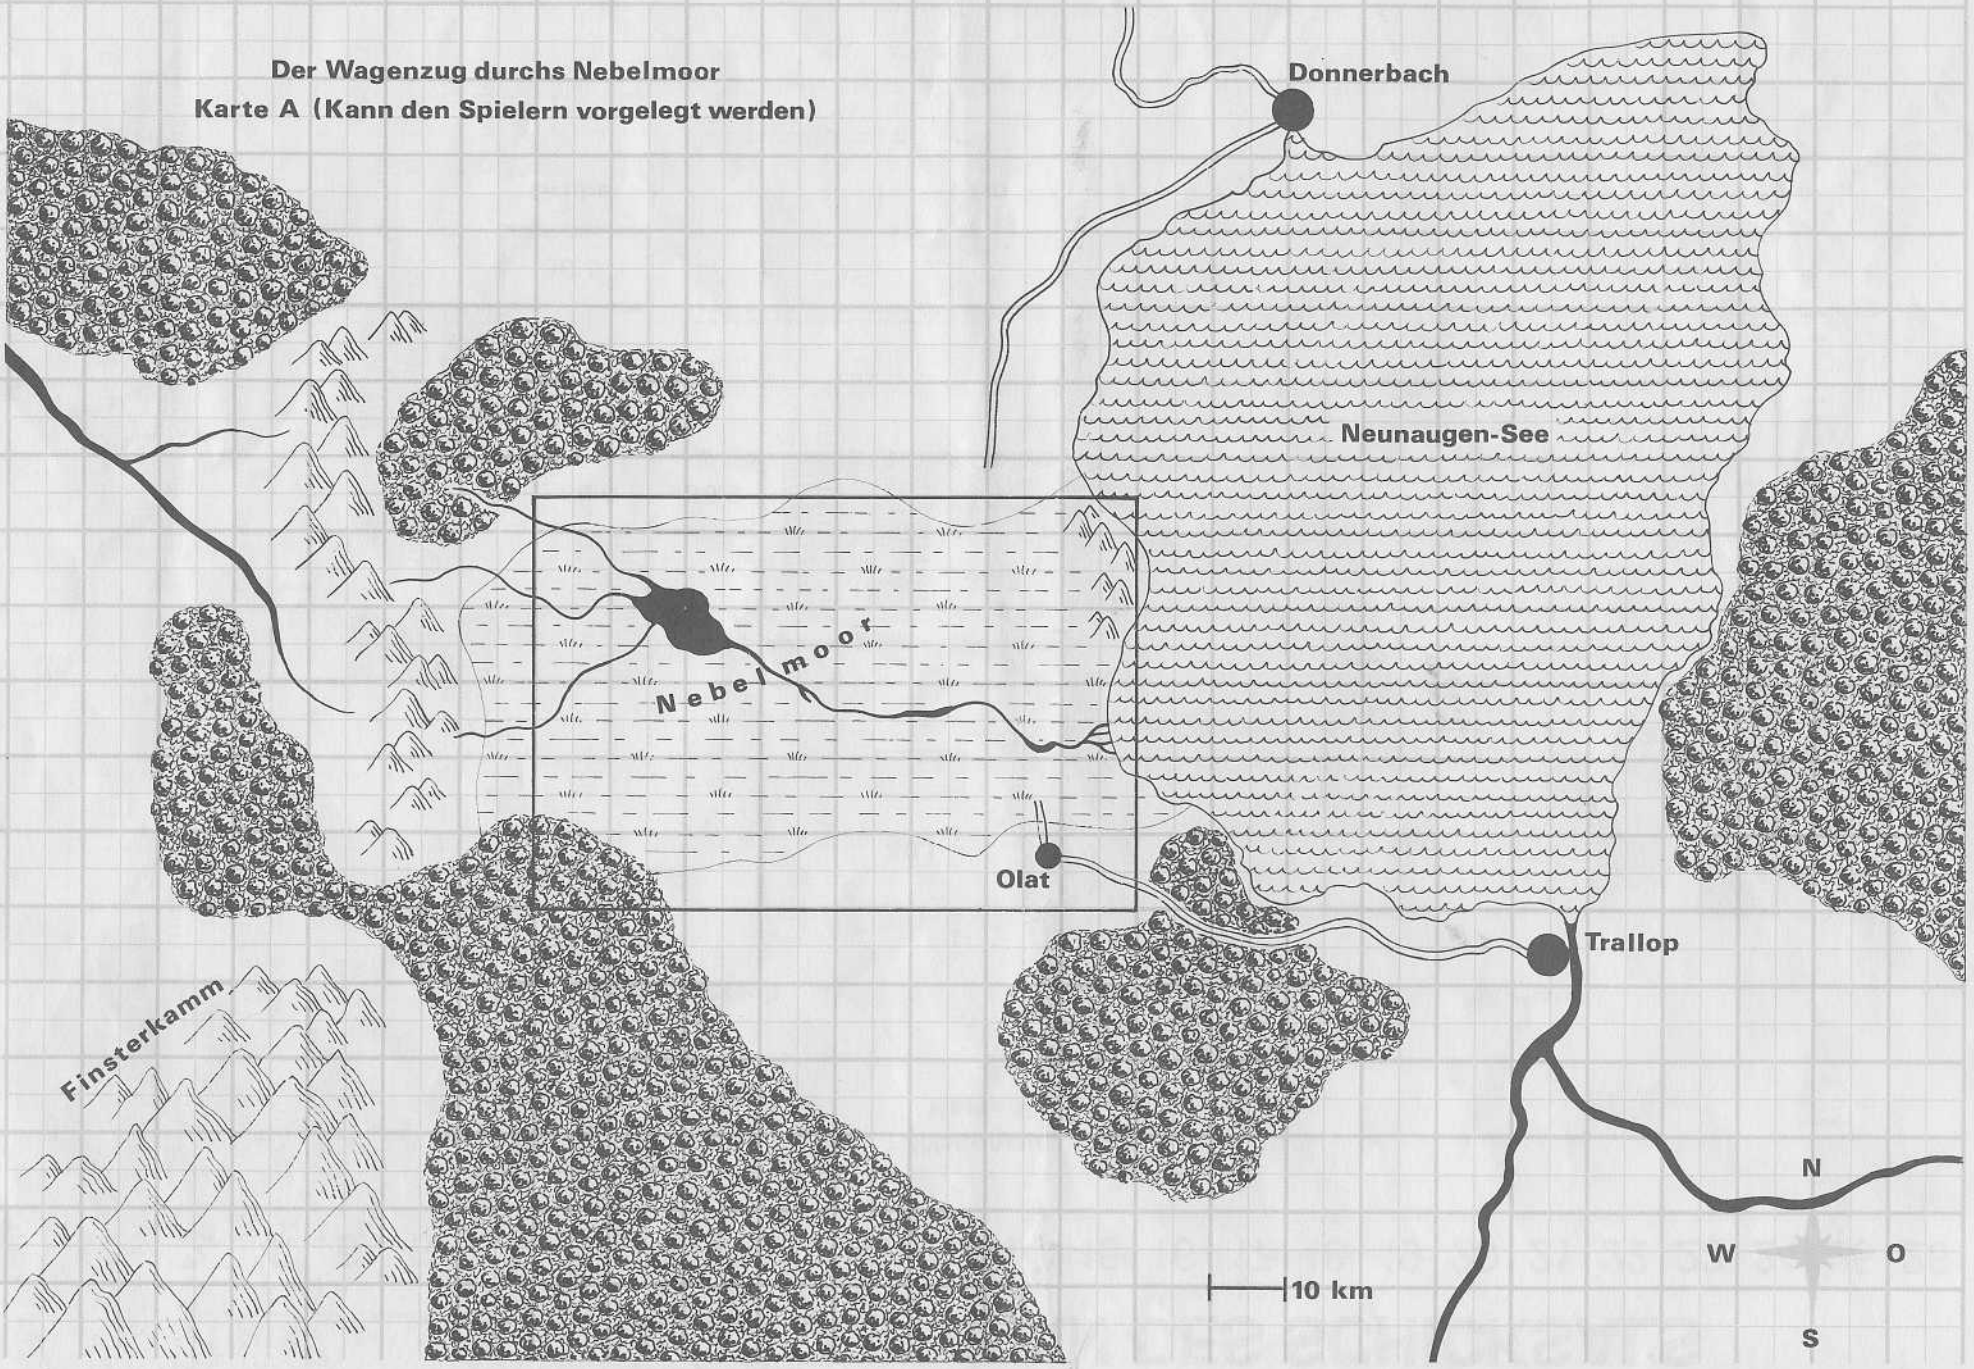 Der Wagenzug durchs Nebelmoor
Karte A (Kann den Spielern vorgelegt werden)
Donnerbach
Neunaugen-See
Nebelmoor
Olat
Trallop
Finsterkamm
N
W
O
S
10 km